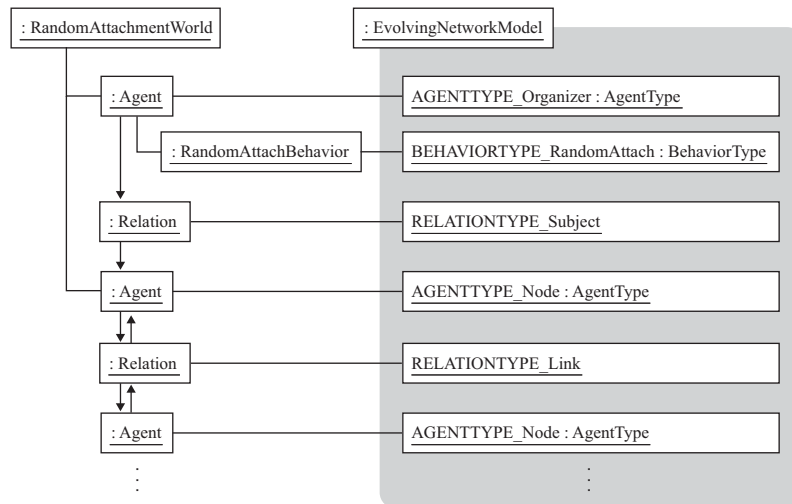 : RandomAttachmentWorld
: EvolvingNetworkModel
: Agent
AGENTTYPE_Organizer : AgentType
: RandomAttachBehavior
BEHAVIORTYPE_RandomAttach : BehaviorType
: Relation
RELATIONTYPE_Subject
: Agent
AGENTTYPE_Node : AgentType
: Relation
RELATIONTYPE_Link
: Agent
AGENTTYPE_Node : AgentType